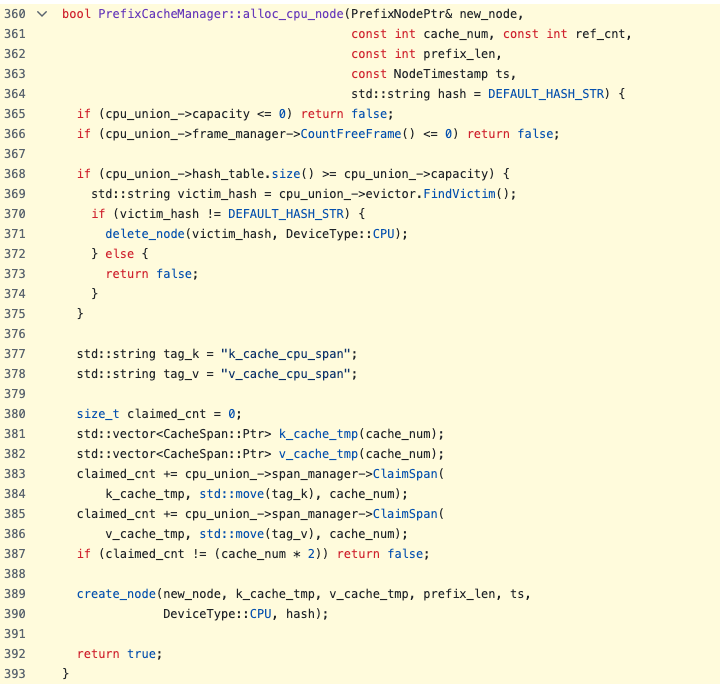 360 bool PrefixCacheManager::alloc_cpu_node(PrefixNodePtr& new_node,
361 const int cache_num, const int ref_cnt,
362 const int prefix_len,
363 const NodeTimestamp ts,
364 std::string hash = DEFAULT_HASH_STR) {
365 if (cpu_union_->capacity <= 0) return false;
366 if (cpu_union_->frame_manager->CountFreeFrame() <= 0) return false;
367
368 if (cpu_union_->hash_table.size() >= cpu_union_->capacity) {
369 std::string victim_hash = cpu_union_->evictor.FindVictim();
370 if (victim_hash != DEFAULT_HASH_STR) {
371 delete_node(victim_hash, DeviceType::CPU);
372 } else {
373 return false;
374 }
375 }
376
377 std::string tag_k = "k_cache_cpu_span";
378 std::string tag_v = "v_cache_cpu_span";
379
380 size_t claimed_cnt = 0;
381 std::vector<CacheSpan::Ptr> k_cache_tmp(cache_num);
382 std::vector<CacheSpan::Ptr> v_cache_tmp(cache_num);
383 claimed_cnt += cpu_union_->span_manager->ClaimSpan(
384 k_cache_tmp, std::move(tag_k), cache_num);
385 claimed_cnt += cpu_union_->span_manager->ClaimSpan(
386 v_cache_tmp, std::move(tag_v), cache_num);
387 if (claimed_cnt != (cache_num * 2)) return false;
388
389 create_node(new_node, k_cache_tmp, v_cache_tmp, prefix_len, ts,
390 DeviceType::CPU, hash);
391
392 return true;
393 }